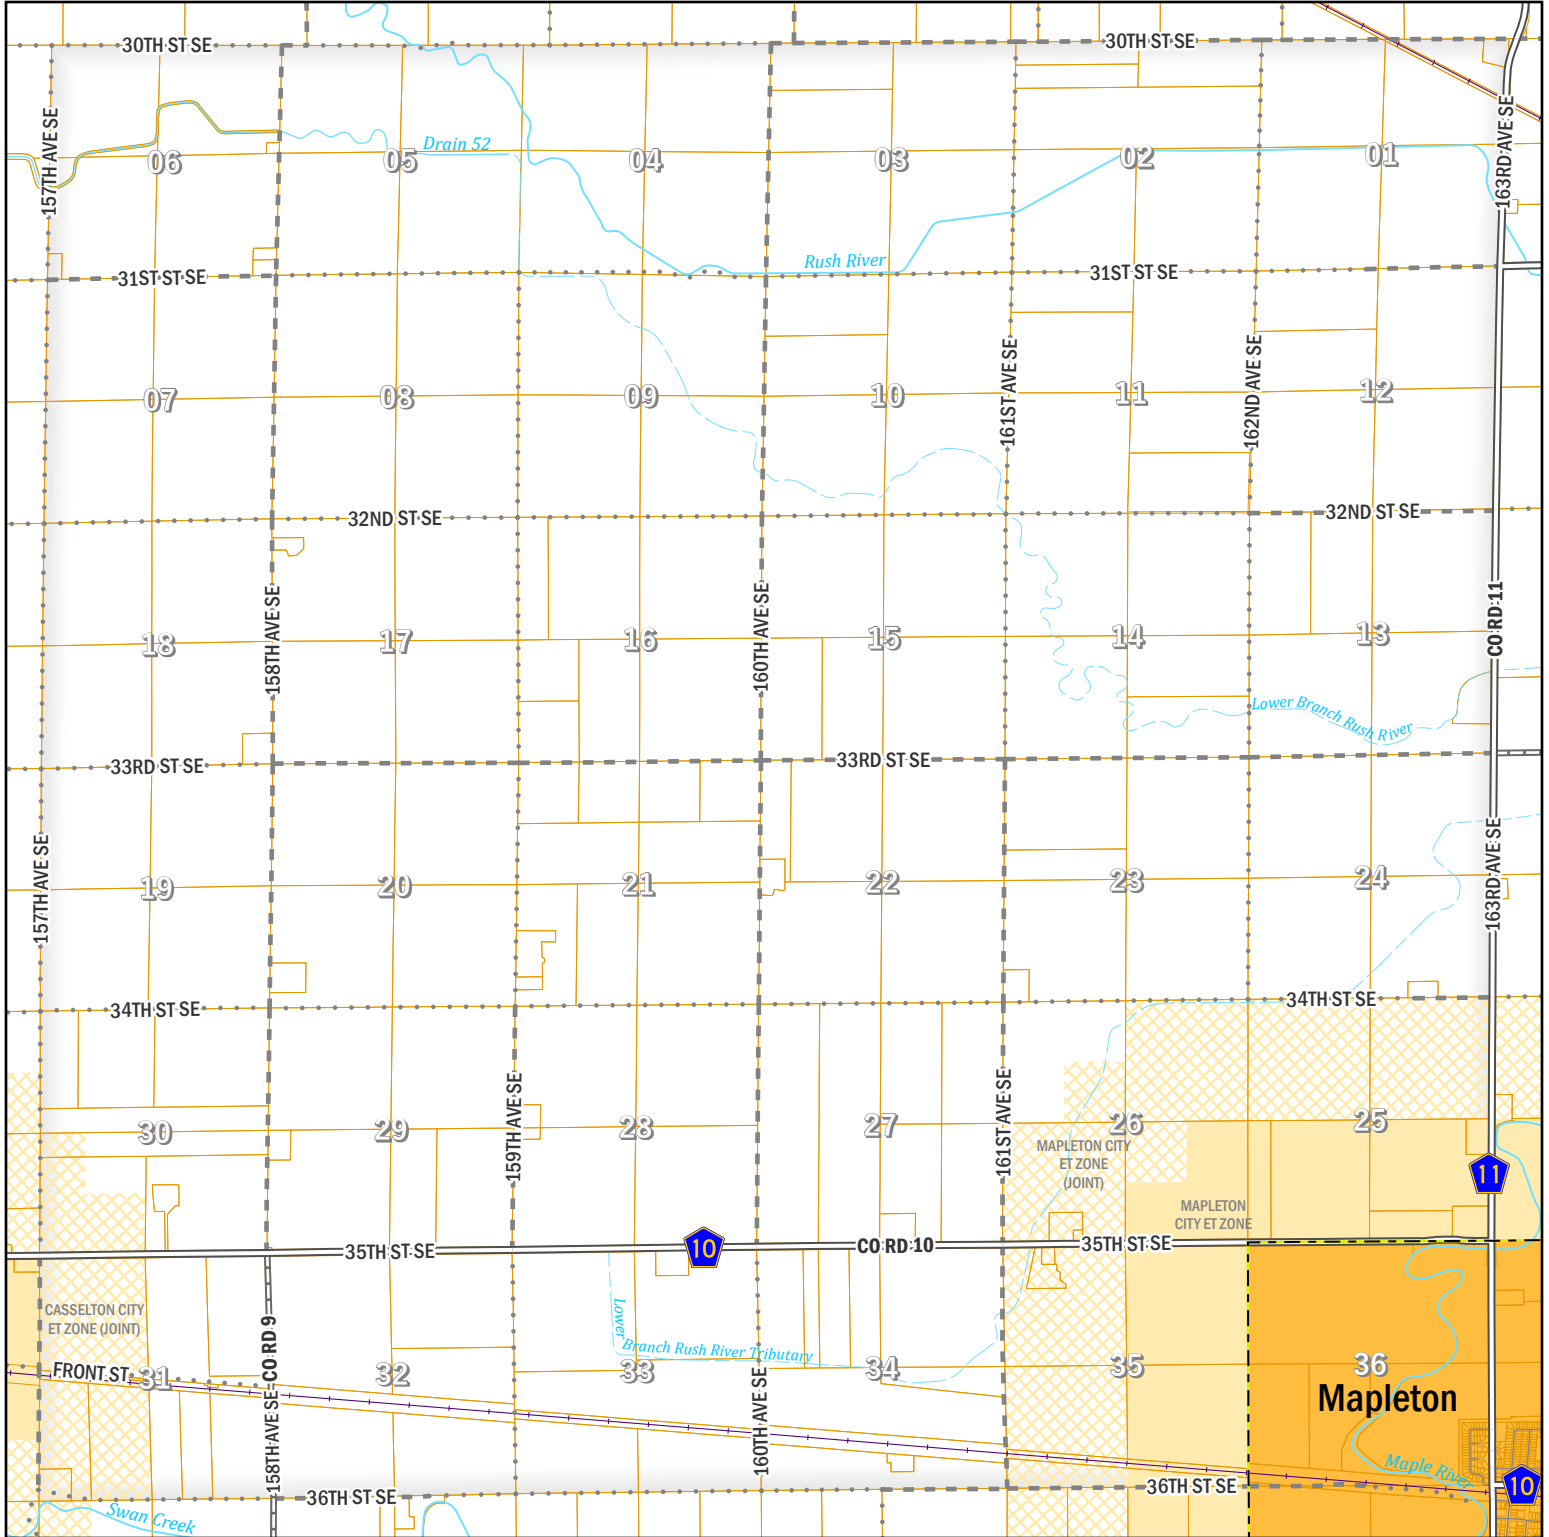 30TH ST SE
30TH ST SE
157TH AVE SE
163RD AVE SE
Drain 52
06
05
04
03
02
01
Rush River
31ST ST SE
31ST ST SE
161ST AVE SE
162ND AVE SE
07
08
09
10
11
12
32ND ST SE
32ND ST SE
158TH AVE SE
160TH AVE SE
CO RD 11
18
17
16
15
14
13
Lower Branch Rush River
33RD ST SE
33RD ST SE
157TH AVE SE
163RD AVE SE
19
20
21
22
23
24
34TH ST SE
34TH ST SE
159TH AVE SE
161ST AVE SE
30
29
28
27
26
25
MAPLETON CITY
ET ZONE
(JOINT)
11
MAPLETON
CITY ET ZONE
35TH ST SE
10
CO RD 10
35TH ST SE
CASSELTON CITY
ET ZONE (JOINT)
158TH AVE SE
CO RD 9
Lower
Branch Rush River Tributary
160TH AVE SE
FRONT ST
31
32
33
34
35
36
Mapleton
Maple River
10
36TH ST SE
36TH ST SE
Swan Creek